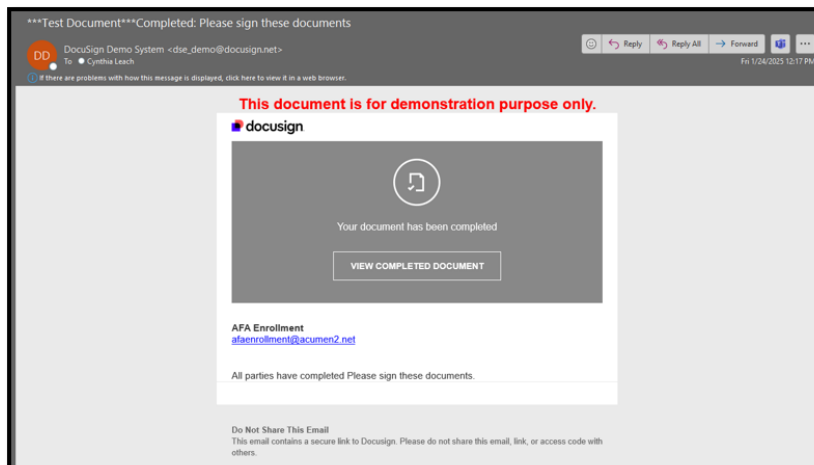 ***Test Document***Completed: Please sign these documents
DD
DocuSign Demo System <dse_demo@docusign.net>
To Cynthia Leach
Reply
Reply All
Forward
Fri 1/24/2025 12:17 PM
If there are problems with how this message is displayed, click here to view it in a web browser.
This document is for demonstration purpose only.
docusign
Your document has been completed
VIEW COMPLETED DOCUMENT
AFA Enrollment
afaenrollment@acumen2.net
All parties have completed Please sign these documents.
Do Not Share This Email
This email contains a secure link to Docusign. Please do not share this email, link, or access code with
others.